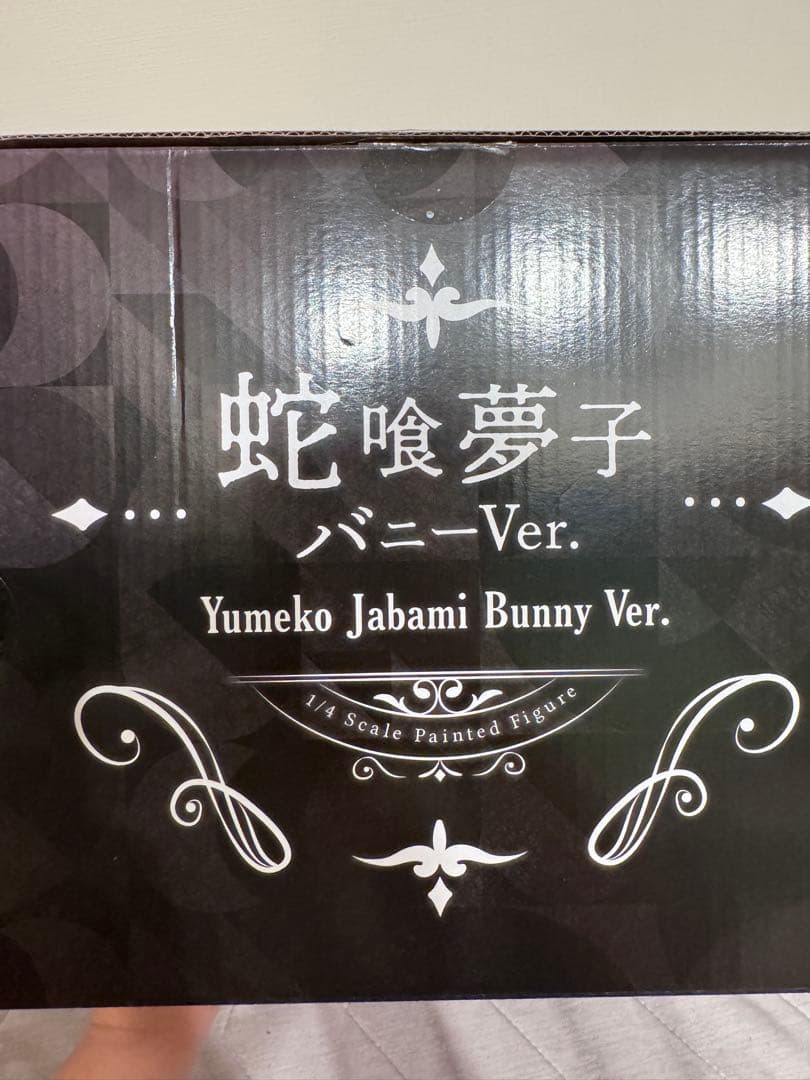 蛇喰夢子
バニーVer.
Yumeko Jabami Bunny Ver.
1/4 Scale Painted Figure